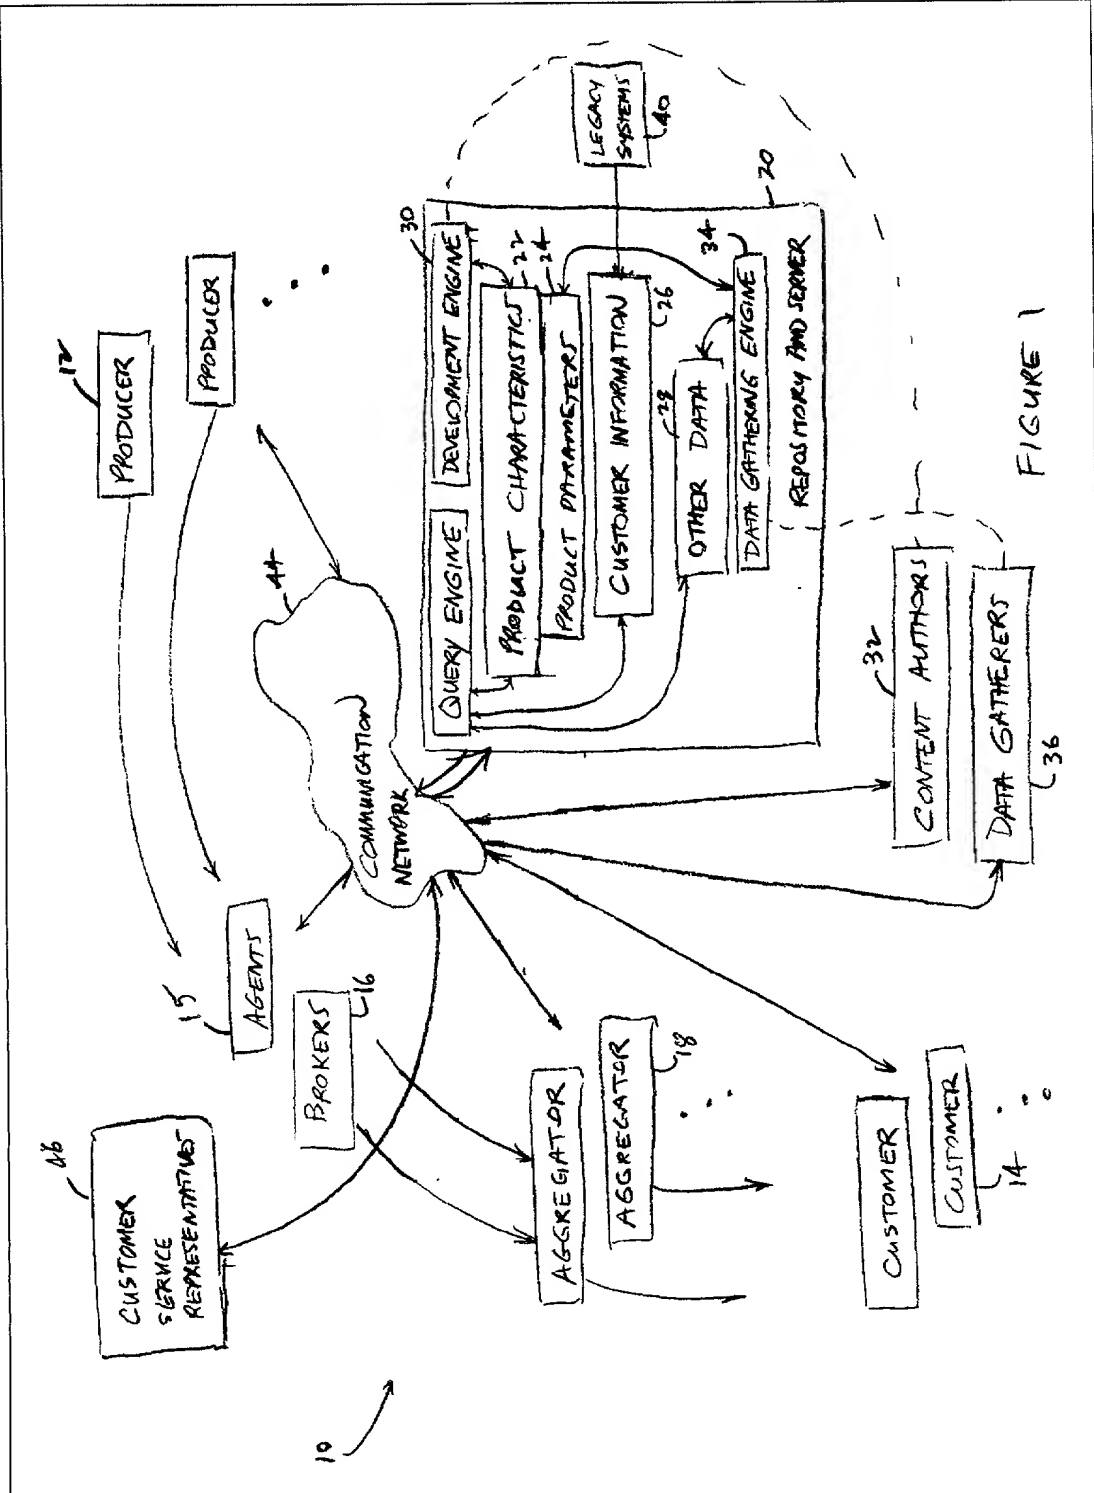 46
12
CUSTOMER
SERVICE
REPRESENTATIVES
PRODUCER
15
PRODUCER
AGENTS
44
10
BROKERS
16
COMMUNICATION
NETWORK
30
QUERY ENGINE
DEVELOPMENT ENGINE
PRODUCT CHARACTERISTICS
22
PRODUCT PARAMETERS
24
AGGREGATOR
AGGREGATOR
18
CUSTOMER INFORMATION
26
LEGACY
SYSTEMS
40
28
OTHER DATA
34
DATA GATHERING ENGINE
20
REPOSITORY AND SERVER
32
CUSTOMER
CONTENT AUTHORS
CUSTOMER
14
DATA GATHERERS
36
FIGURE 1